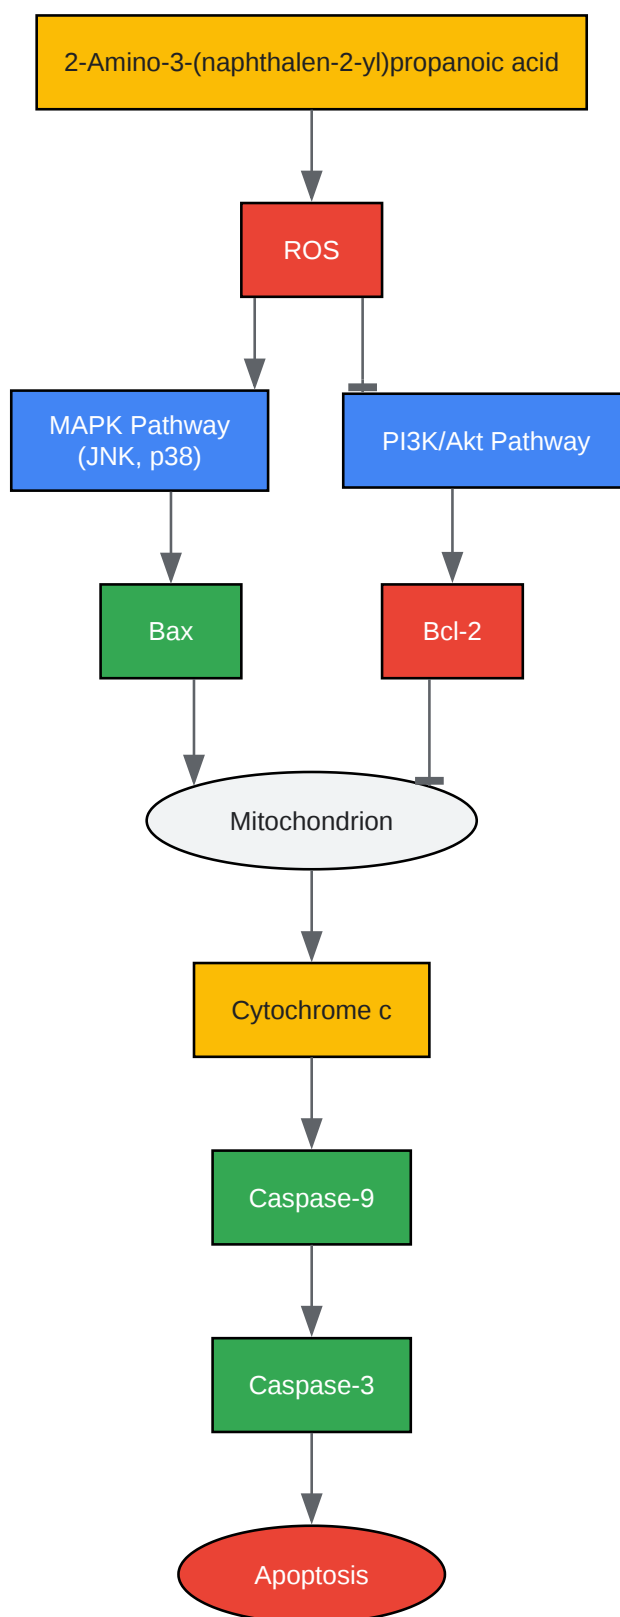 2-Amino-3-(naphthalen-2-yl)propanoic acid
ROS
MAPK Pathway
(JNK, p38)
PI3K/Akt Pathway
Bax
Bcl-2
Mitochondrion
Cytochrome c
Caspase-9
Caspase-3
Apoptosis